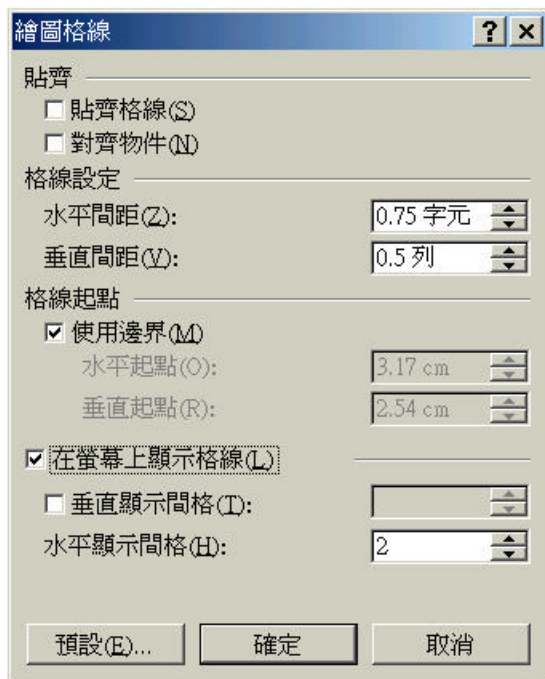 繪圖格線
貼齊
貼齊格線(S)
對齊物件(N)
格線設定
水平間距(Z): 0.75 字元
垂直間距(V): 0.5 列
格線起點
使用邊界(M)
水平起點(O): 3.17 cm
垂直起點(R): 2.54 cm
在螢幕上顯示格線(L)
垂直顯示間格(T):
水平顯示間格(H): 2
預設(E)... 確定 取消